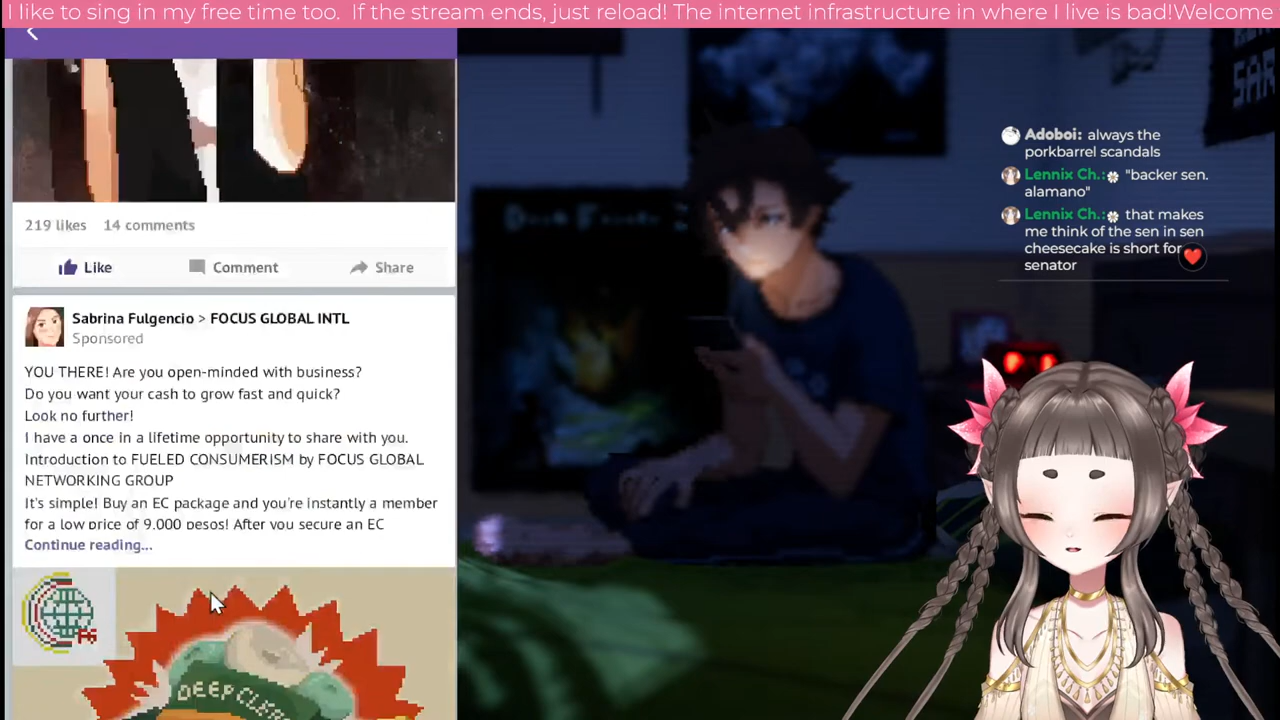 I like to sing in my free time too. If the stream ends, just reload! The internet infrastructure in where I live is bad!Welcome
219 likes 14 comments
Like Comment Share
Sabrina Fulgencio > FOCUS GLOBAL INTL
Sponsored
YOU THERE! Are you open-minded with business?
Do you want your cash to grow fast and quick?
Look no further!
I have a once in a lifetime opportunity to share with you.
Introduction to FUELED CONSUMERISM by FOCUS GLOBAL
NETWORKING GROUP
It's simple! Buy an EC package and you're instantly a member
for a low price of 9,000 pesos! After you secure an EC
Continue reading...
DEEP CLEAN
Adoboi: always the
porkbarrel scandals
Lennix Ch.: "backer sen.
alamano"
Lennix Ch.: that makes
me think of the sen in sen
cheesecake is short for
senator
SAR